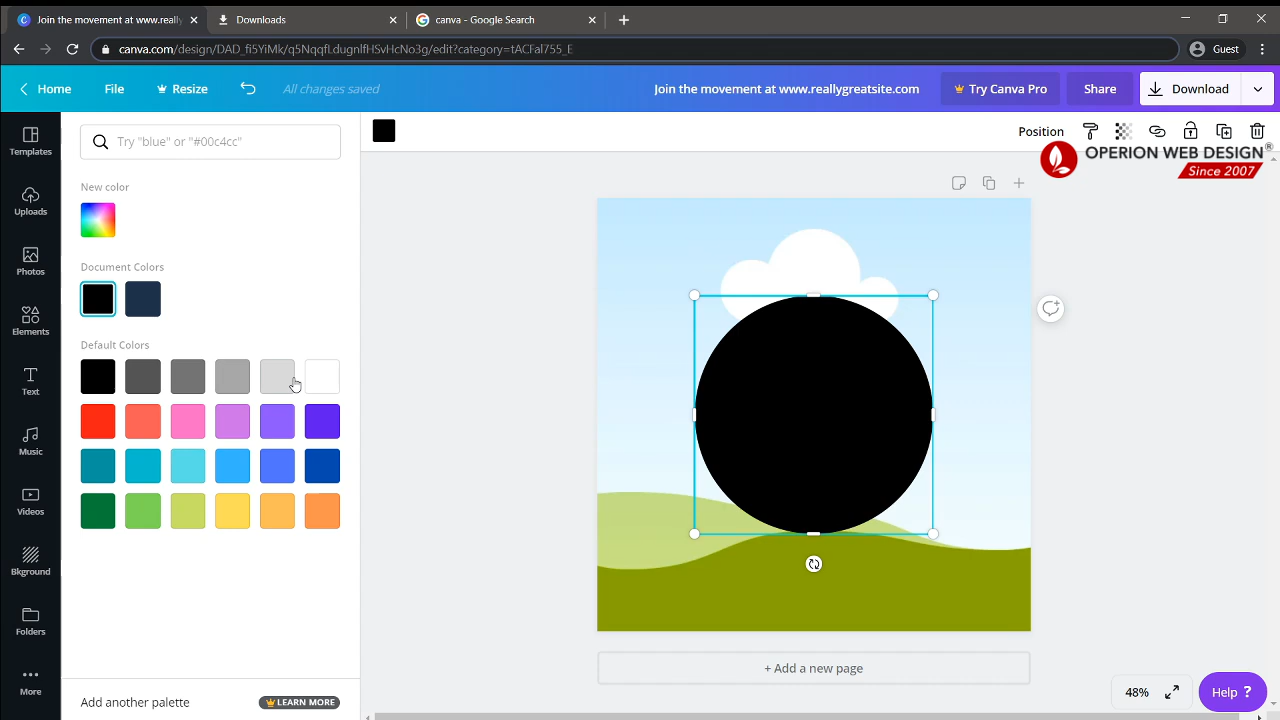 Join the movement at www.really
Downloads
canva - Google Search
canva.com/design/DAD_fi5YiMk/q5NqqfLdugnIfHSvHcNo3g/edit?category=tACFal755_E
Guest
Home
File
Resize
All changes saved
Join the movement at www.reallygreatsite.com
Try Canva Pro
Share
Download
Templates
Uploads
Photos
Elements
Text
Music
Videos
Bkground
Folders
More
Try "blue" or "#00c4cc"
New color
Document Colors
Default Colors
Add another palette
LEARN MORE
Position
OPERION WEB DESIGN®
Since 2007
+ Add a new page
48%
Help ?